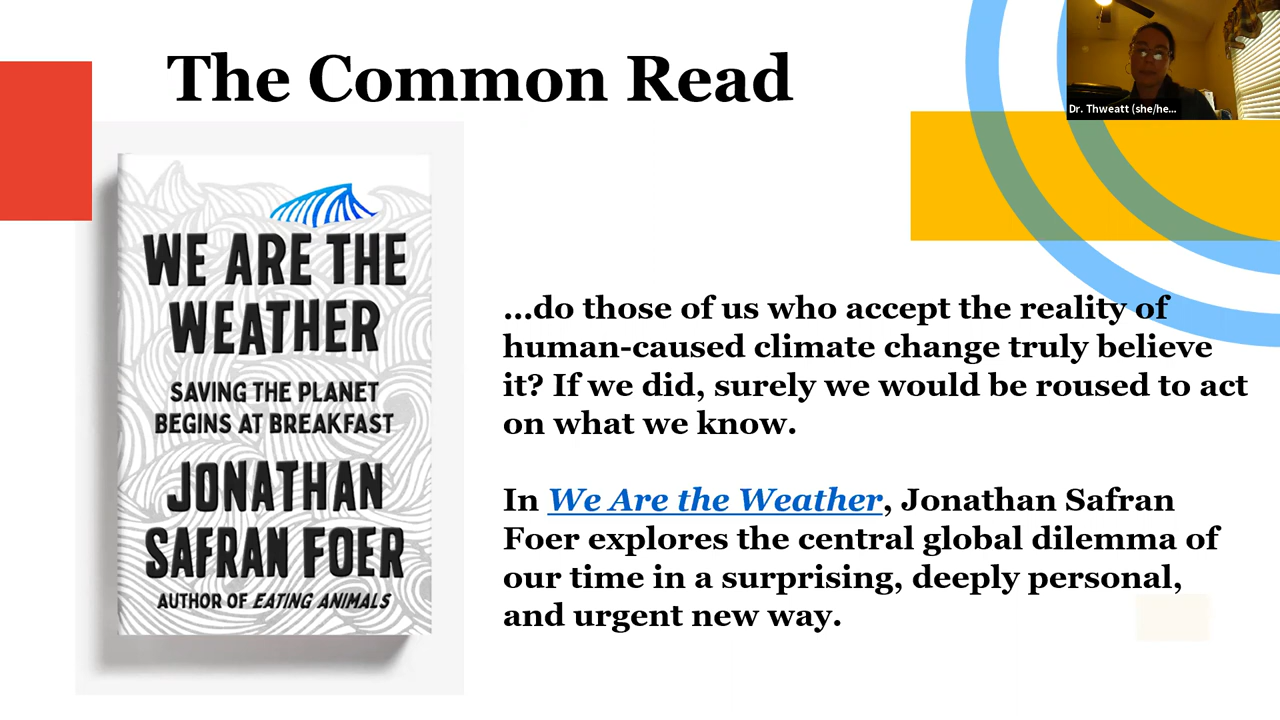 The Common Read
Dr. Thweatt (she/he...
WE ARE THE
WEATHER
SAVING THE PLANET
BEGINS AT BREAKFAST
JONATHAN
SAFRAN FOER
AUTHOR OF EATING ANIMALS
...do those of us who accept the reality of
human-caused climate change truly believe
it? If we did, surely we would be roused to act
on what we know.
In We Are the Weather, Jonathan Safran
Foer explores the central global dilemma of
our time in a surprising, deeply personal,
and urgent new way.